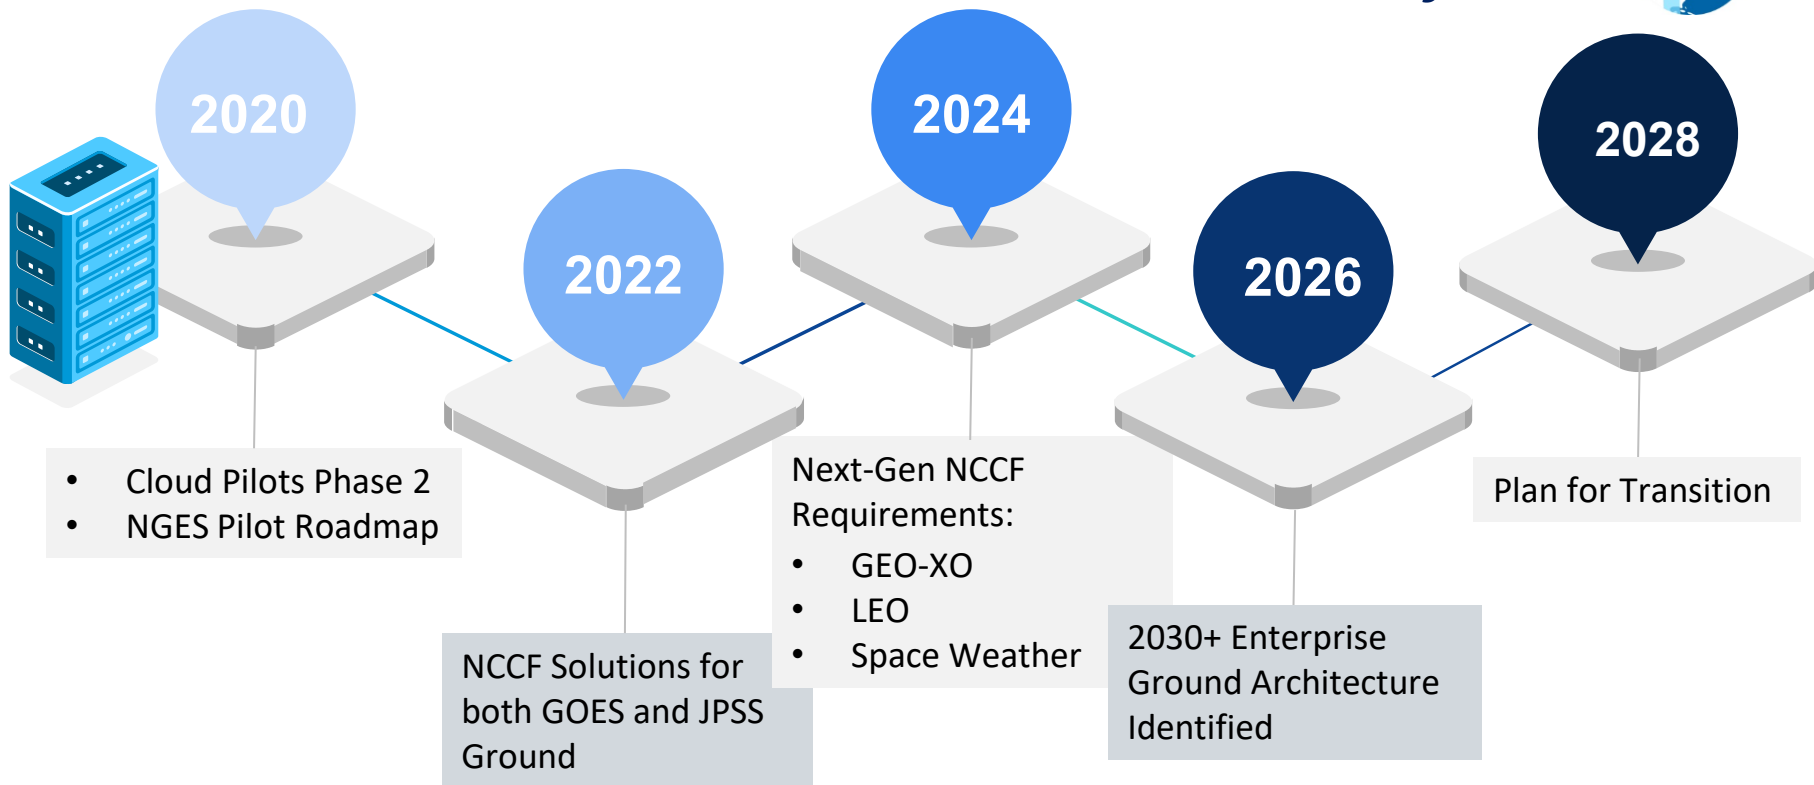 2020
• Cloud Pilots Phase 2
• NGES Pilot Roadmap
2022
NCCF Solutions for
both GOES and JPSS
Ground
2024
Next-Gen NCCF
Requirements:
• GEO-XO
• LEO
• Space Weather
2026
2030+ Enterprise
Ground Architecture
Identified
2028
Plan for Transition